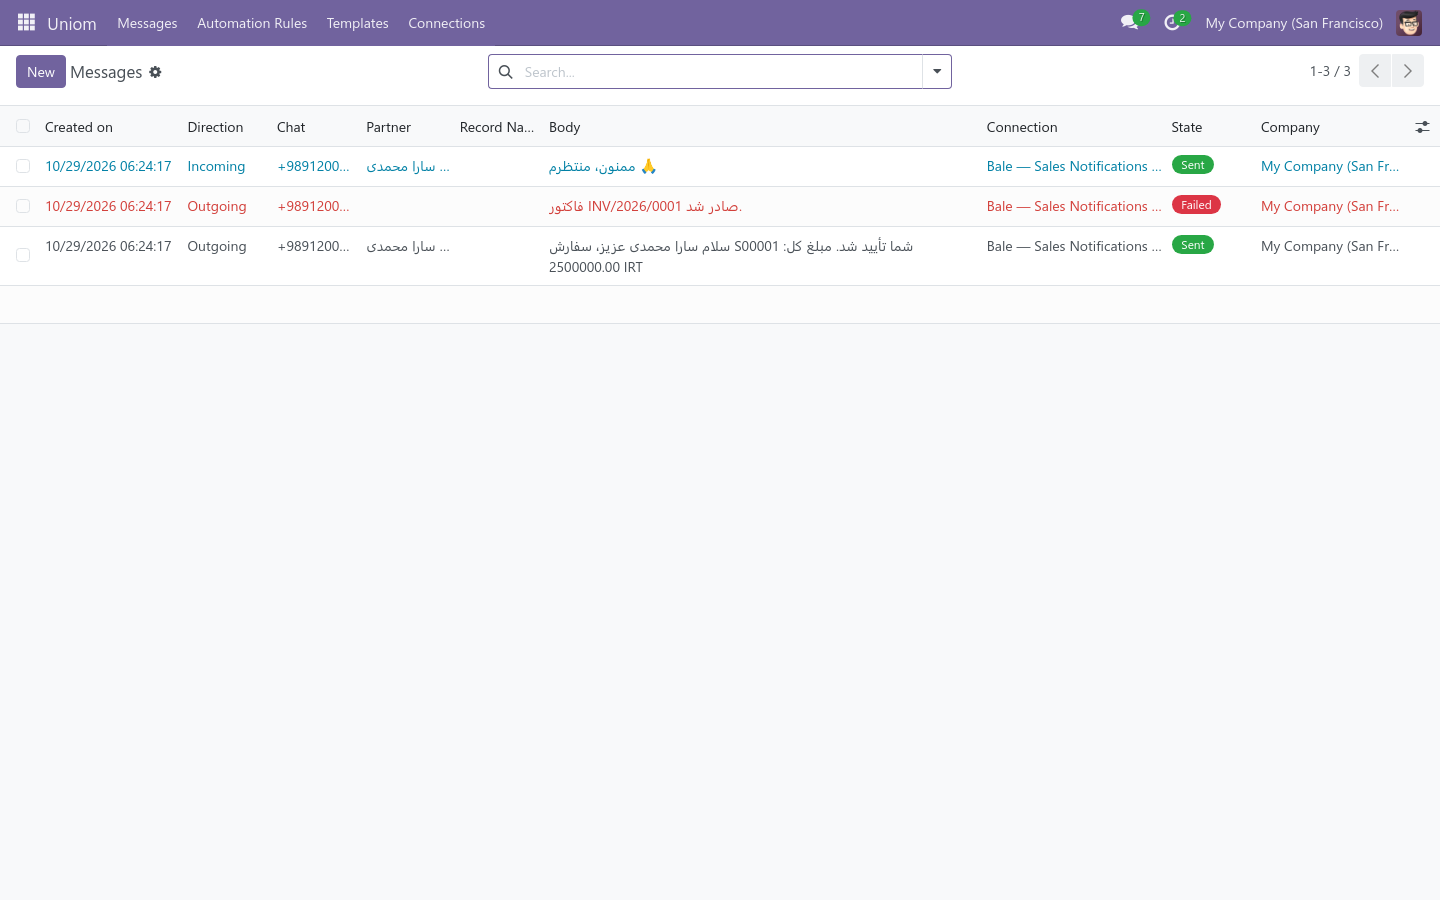 Uniom Messages Automation Rules Templates Connections 7 2 My Company (San Francisco)
New Messages Search... 1-3 / 3
Created on Direction Chat Partner Record Na... Body Connection State Company
10/29/2026 06:24:17 Incoming +9891200... سارا محمدی ... ممنون، منتظرم 🙏 Bale — Sales Notifications ... Sent My Company (San Fr...
10/29/2026 06:24:17 Outgoing +9891200... فاکتور INV/2026/0001 صادر شد. Bale — Sales Notifications ... Failed My Company (San Fr...
10/29/2026 06:24:17 Outgoing +9891200... سارا محمدی ... سلام سارا محمدی عزیز، سفارش S00001 شما تأیید شد. مبلغ کل: Bale — Sales Notifications ... Sent My Company (San Fr...
2500000.00 IRT